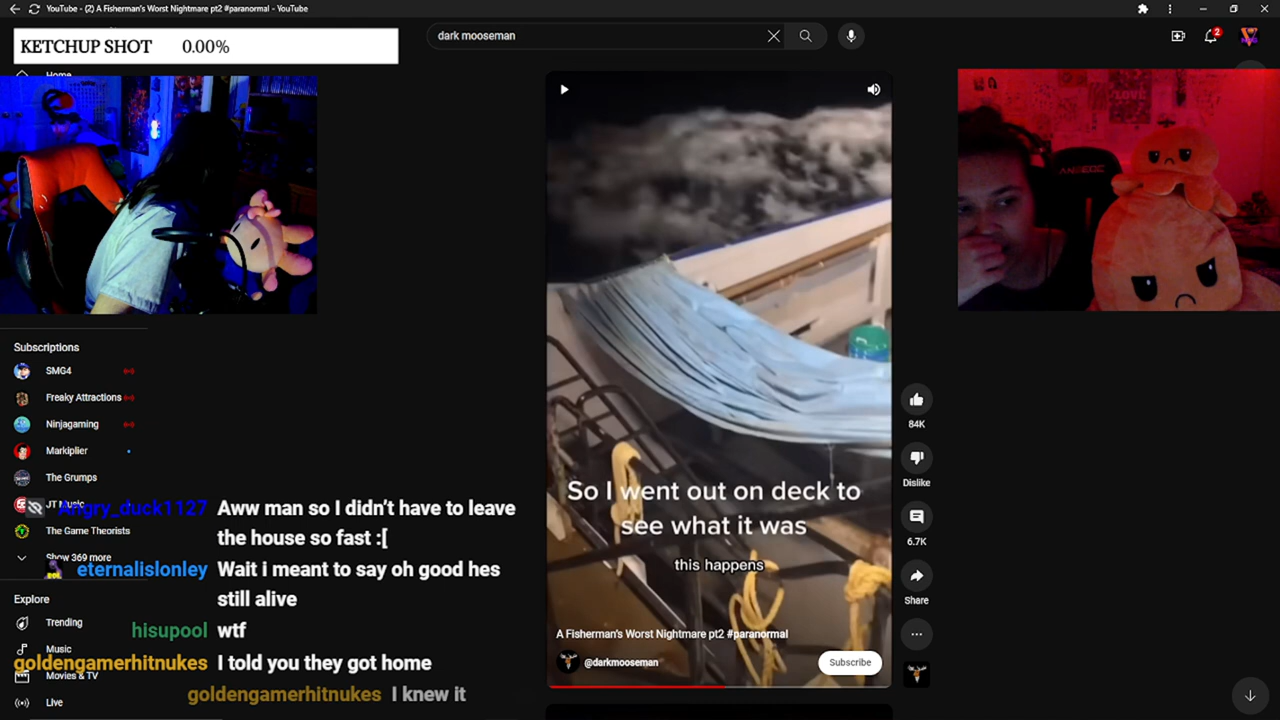 YouTube - (2) A Fisherman's Worst Nightmare pt2 #paranormal - YouTube
KETCHUP SHOT 0.00%
dark mooseman
2
Home
LOVE
Subscriptions
SMG4
Freaky Attractions
Ninjagaming
Markiplier
The Grumps
JT Music
The Game Theorists
Show 369 more
Explore
Trending
Music
Movies & TV
Live
Angry_duck1127 Aww man so I didn't have to leave
the house so fast :[
eternalislonley Wait i meant to say oh good hes
still alive
hisupool wtf
goldengamerhitnukes I told you they got home
goldengamerhitnukes I knew it
So I went out on deck to
see what it was
this happens
A Fisherman's Worst Nightmare pt2 #paranormal
@darkmooseman
Subscribe
84K
Dislike
6.7K
Share